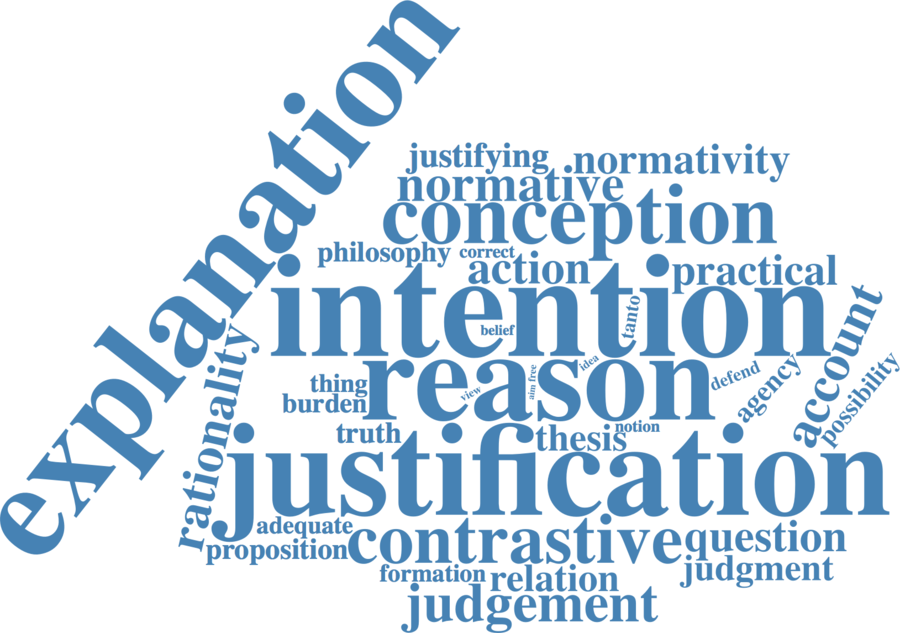 explanation
justifying
normativity
normative
conception
philosophy
correct
action
practical
intention
belief
tanto
account
rationality
thing
reason
view
aim free
idea
defend
agency
possibility
burden
truth
thesis
notion
justification
adequate
proposition
contrastive
question
formation
relation
judgment
judgement